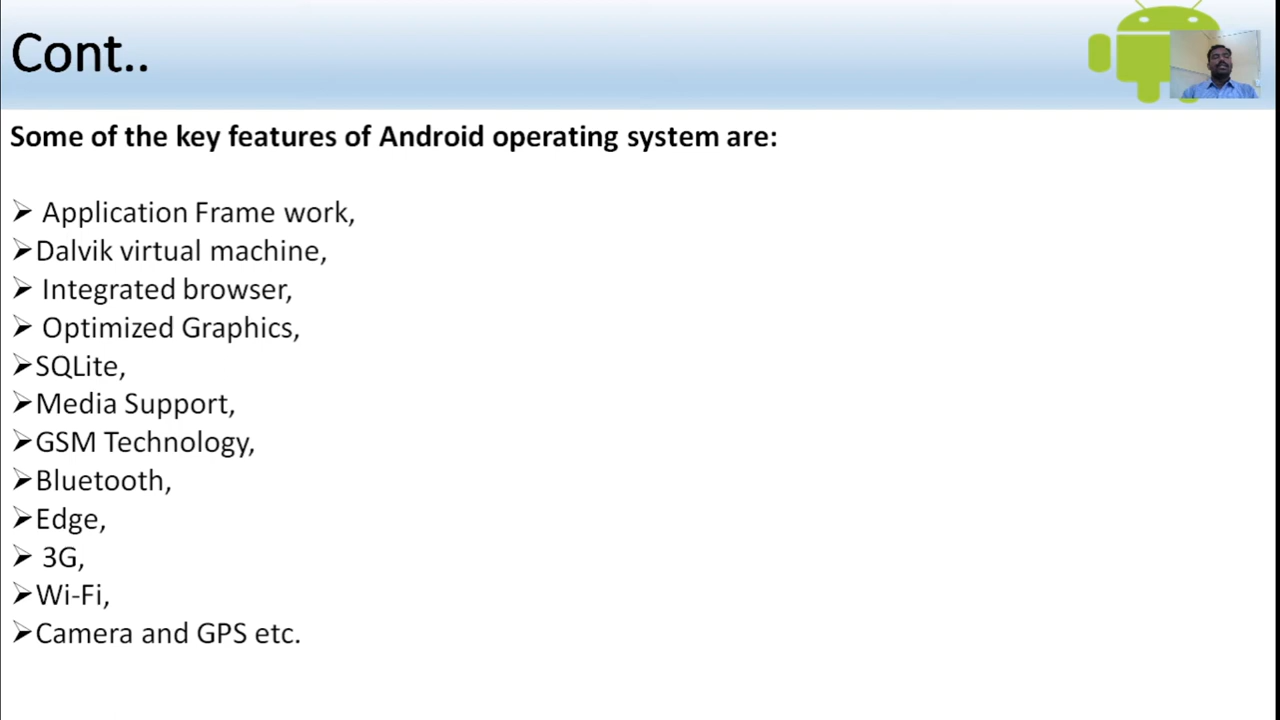 Cont..
Some of the key features of Android operating system are:
➢ Application Frame work,
➢Dalvik virtual machine,
➢ Integrated browser,
➢ Optimized Graphics,
➢SQLite,
➢Media Support,
➢GSM Technology,
➢Bluetooth,
➢Edge,
➢ 3G,
➢Wi-Fi,
➢Camera and GPS etc.